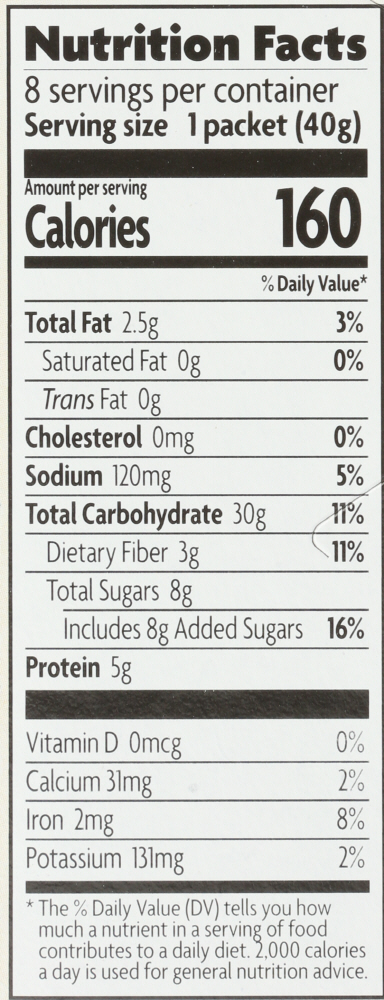 Nutrition Facts
8 servings per container
Serving size 1 packet (40g)
Amount per serving
Calories 160
% Daily Value*
Total Fat 2.5g 3%
Saturated Fat 0g 0%
Trans Fat 0g
Cholesterol 0mg 0%
Sodium 120mg 5%
Total Carbohydrate 30g 11%
Dietary Fiber 3g 11%
Total Sugars 8g
Includes 8g Added Sugars 16%
Protein 5g
Vitamin D 0mcg 0%
Calcium 31mg 2%
Iron 2mg 8%
Potassium 131mg 2%
* The % Daily Value (DV) tells you how
much a nutrient in a serving of food
contributes to a daily diet. 2,000 calories
a day is used for general nutrition advice.